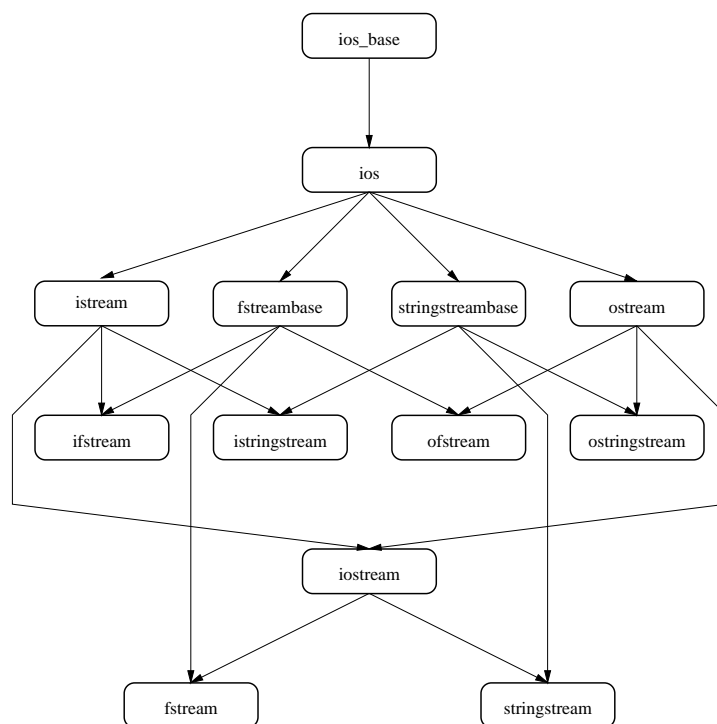 ios_base
ios
istream
fstreambase
stringstreambase
ostream
ifstream
istringstream
ofstream
ostringstream
iostream
fstream
stringstream